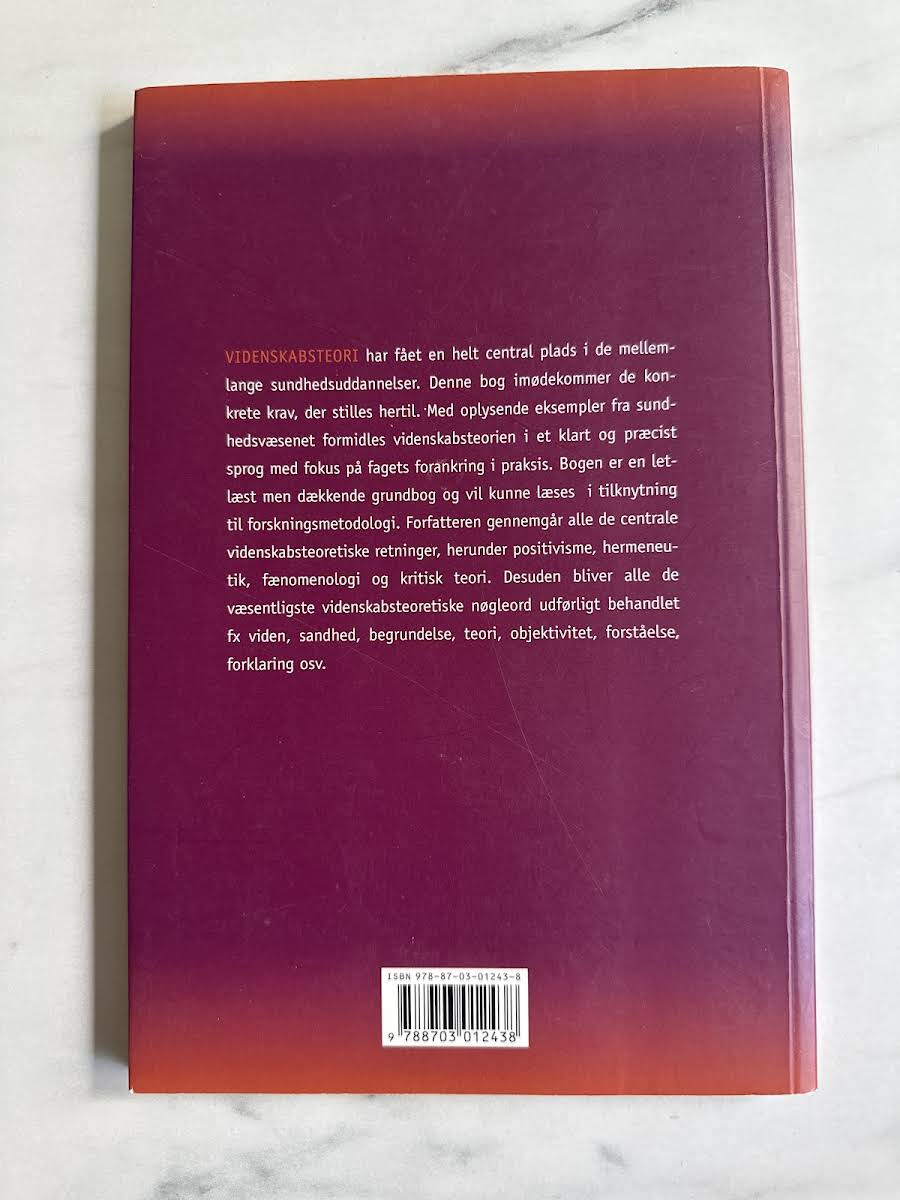 VIDENSKABSTEORI har fået en helt central plads i de mellem-
lange sundhedsuddannelser. Denne bog imødekommer de kon-
krete krav, der stilles hertil. Med oplysende eksempler fra sund-
hedsvæsenet formidles videnskabsteorien i et klart og præcist
sprog med fokus på fagets forankring i praksis. Bogen er en let-
læst men dækkende grundbog og vil kunne læses i tilknytning
til forskningsmetodologi. Forfatteren gennemgår alle de centrale
videnskabsteoretiske retninger, herunder positivisme, hermeneu-
tik, fænomenologi og kritisk teori. Desuden bliver alle de
væsentligste videnskabsteoretiske nøgleord udførligt behandlet
fx viden, sandhed, begrundelse, teori, objektivitet, forståelse,
forklaring osv.
ISBN 978-87-03-01243-8
9 788703 012438